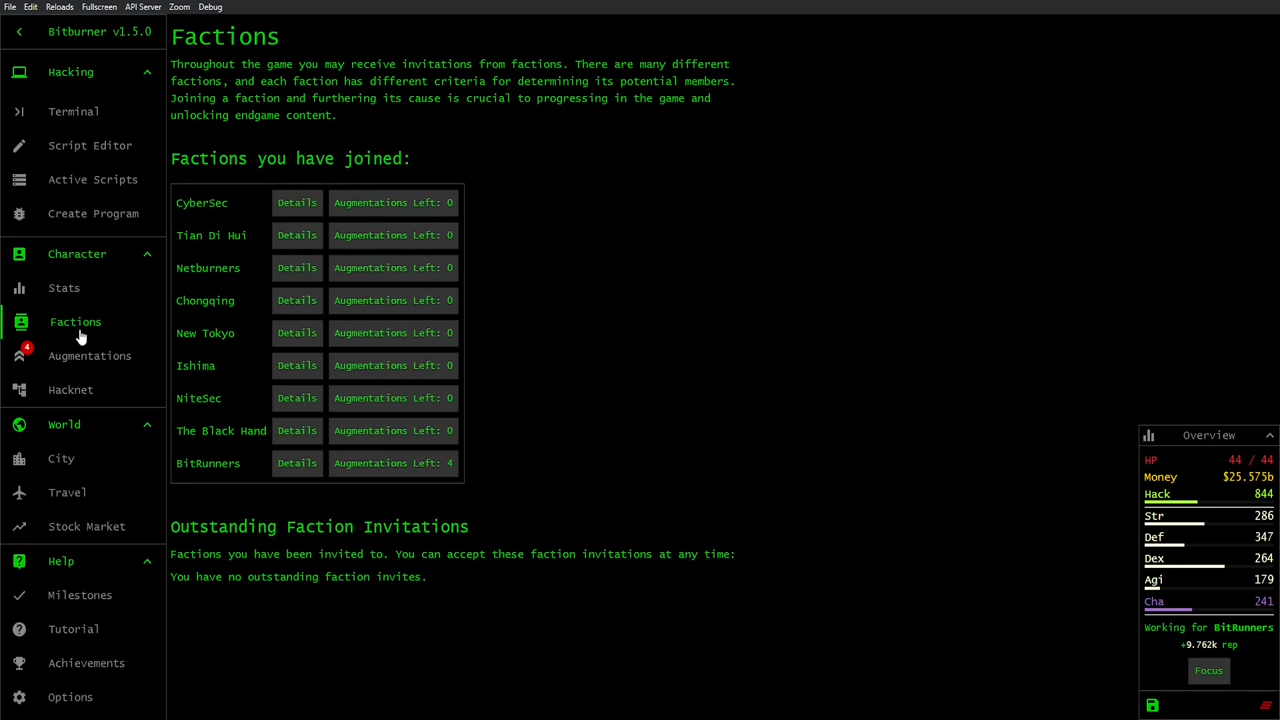 File Edit Reloads Fullscreen API Server Zoom Debug
Bitburner v1.5.0
Hacking
Terminal
Script Editor
Active Scripts
Create Program
Character
Stats
Factions
4
Augmentations
Hacknet
World
City
Travel
Stock Market
Help
Milestones
Tutorial
Achievements
Options
Factions
Throughout the game you may receive invitations from factions. There are many different
factions, and each faction has different criteria for determining its potential members.
Joining a faction and furthering its cause is crucial to progressing in the game and
unlocking endgame content.
Factions you have joined:
CyberSec Details Augmentations Left: 0
Tian Di Hui Details Augmentations Left: 0
Netburners Details Augmentations Left: 0
Chongqing Details Augmentations Left: 0
New Tokyo Details Augmentations Left: 0
Ishima Details Augmentations Left: 0
NiteSec Details Augmentations Left: 0
The Black Hand Details Augmentations Left: 0
BitRunners Details Augmentations Left: 4
Outstanding Faction Invitations
Factions you have been invited to. You can accept these faction invitations at any time:
You have no outstanding faction invites.
Overview
HP 44 / 44
Money $25.575b
Hack 844
Str 286
Def 347
Dex 264
Agi 179
Cha 241
Working for BitRunners
+9.762k rep
Focus